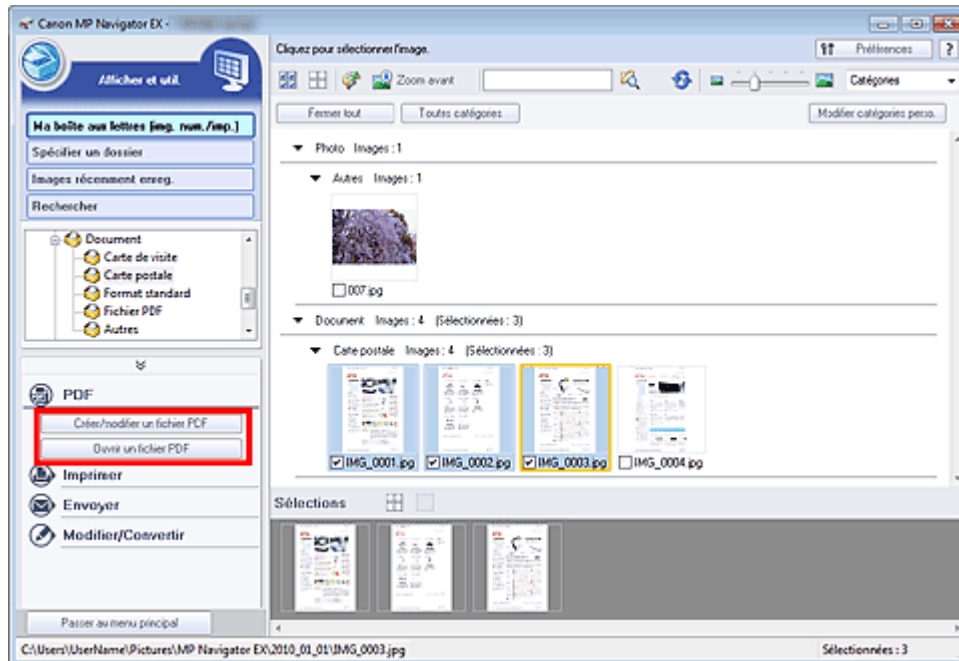 Canon MP Navigator EX -
Afficher et util.
Ma boîte aux lettres [img. num./imp.]
Spécifier un dossier
Images récemment enreg.
Rechercher
Document
Carte de visite
Carte postale
Format standard
Fichier PDF
Autres
PDF
Créer/modifier un fichier PDF
Ouvrir un fichier PDF
Imprimer
Envoyer
Modifier/Convertir
Passer au menu principal
Cliquez pour sélectionner l'image.
Préférences
?
Zoom avant
Catégories
Fermer tout
Toutes catégories
Modifier catégories perso.
Photo Images : 1
Autres Images : 1
007.jpg
Document Images : 4 (Sélectionnées : 3)
Carte postale Images : 4 (Sélectionnées : 3)
IMG_0001.jpg
IMG_0002.jpg
IMG_0003.jpg
IMG_0004.jpg
Sélections
C:\Users\UserName\Pictures\MP Navigator EX\2010_01_01\IMG_0003.jpg
Sélectionnées : 3